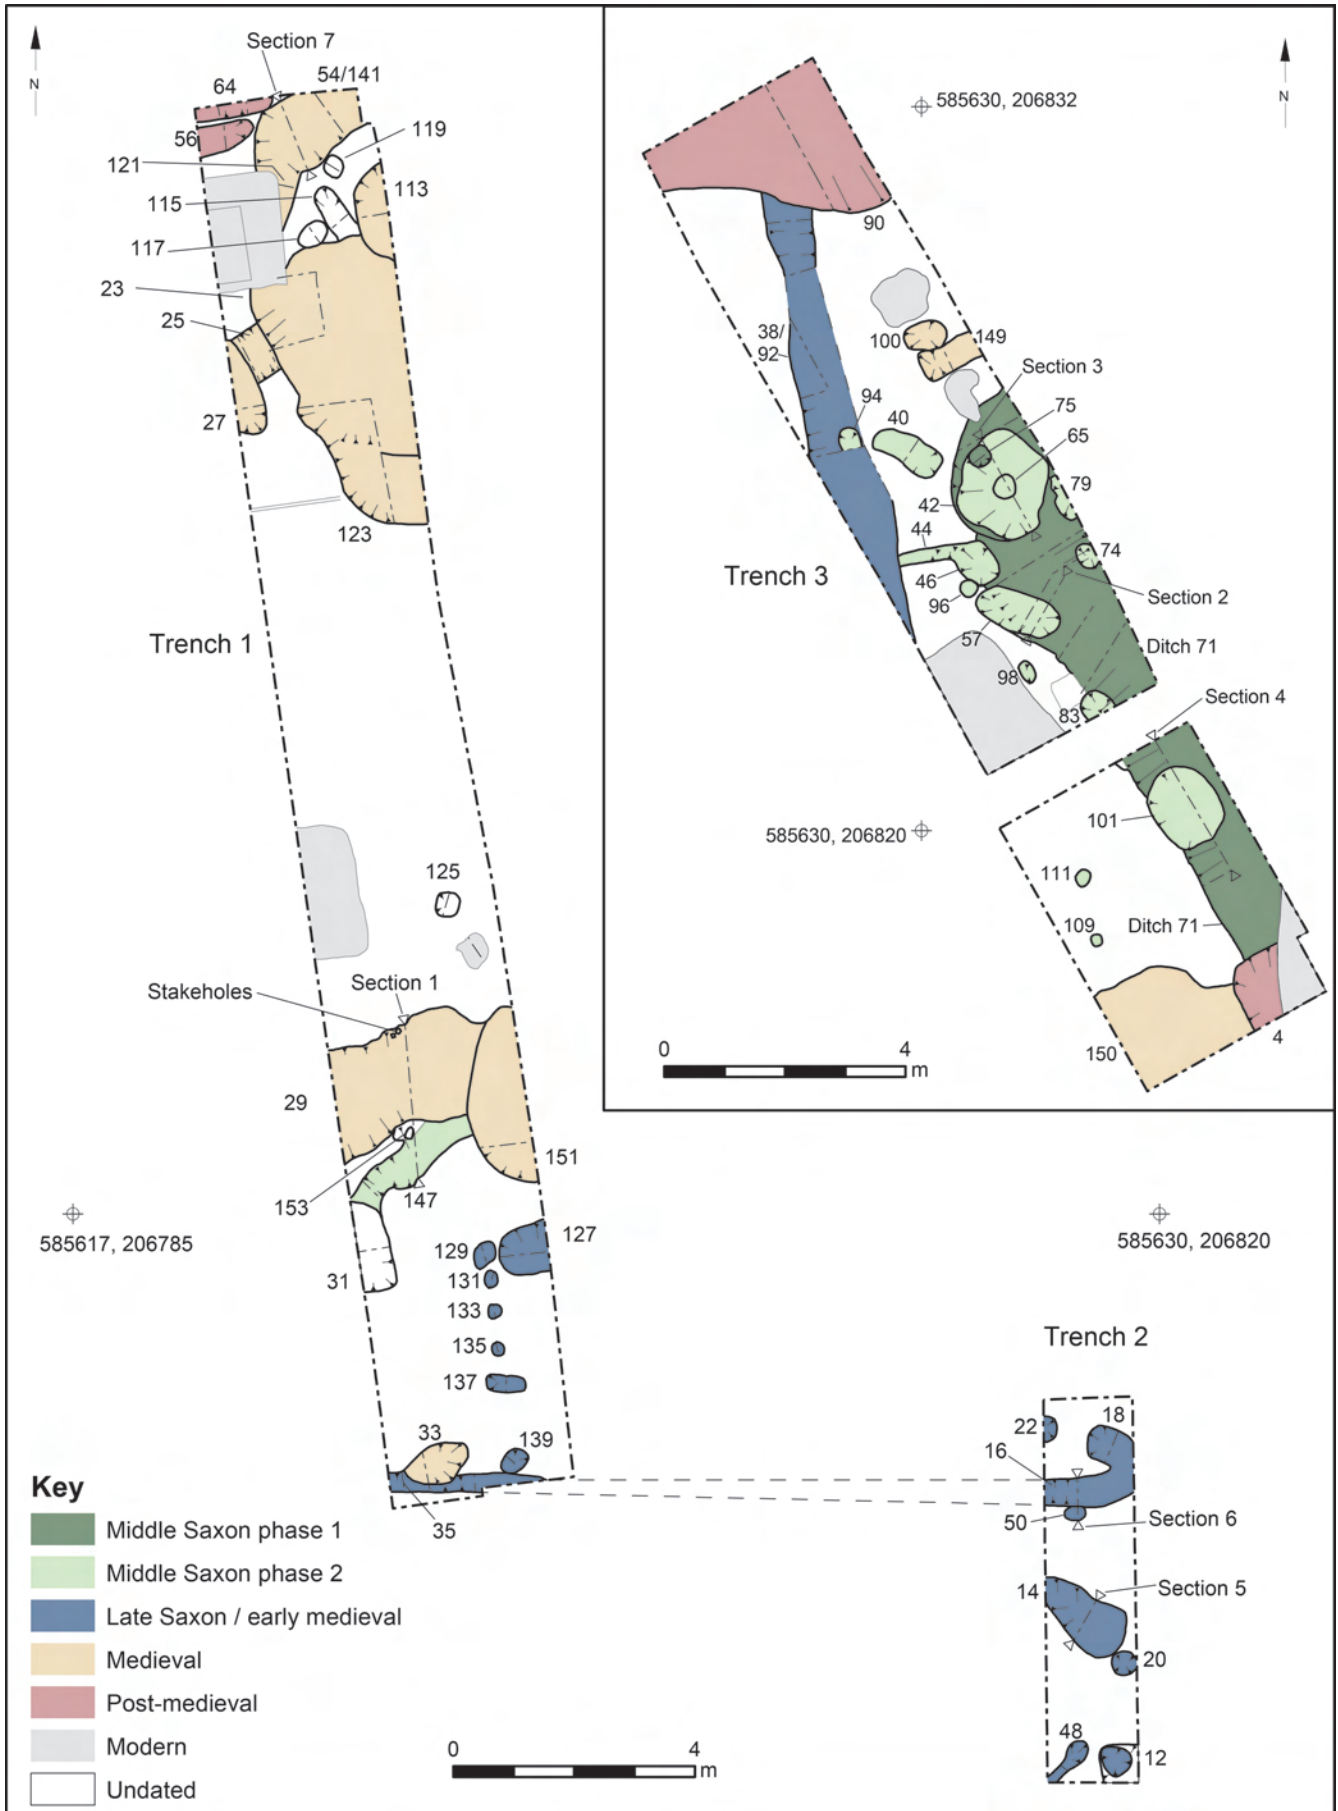 Section 7
N
64
54/141
56
119
121
115
113
117
23
25
27
123
Trench 1
125
Stakeholes
Section 1
29
151
153
147
585617, 206785
31
127
129
131
133
135
137
33
139
35
N
585630, 206832
90
38/
92
100
149
Section 3
94
40
75
65
42
79
44
74
Trench 3
46
96
Section 2
57
Ditch 71
98
83
Section 4
585630, 206820
101
111
109
Ditch 71
0 4
m
150
4
585630, 206820
Trench 2
22
18
16
50
Section 6
14
Section 5
20
48
12
Key
Middle Saxon phase 1
Middle Saxon phase 2
Late Saxon / early medieval
Medieval
Post-medieval
Modern
Undated
0 4
m